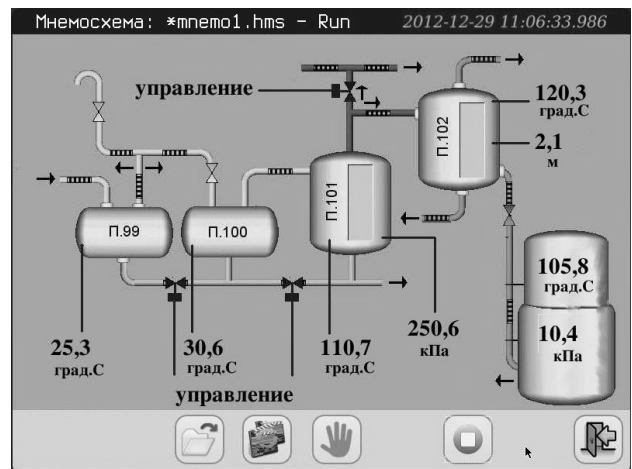 Мнемосхема: *mnemo1.hms - Run 2012-12-29 11:06:33.986
управление
120,3
град.С
П.102
2,1
м
П.101
П.99
П.100
105,8
град.С
250,6
кПа
10,4
кПа
25,3
град.С
30,6
град.С
110,7
град.С
управление